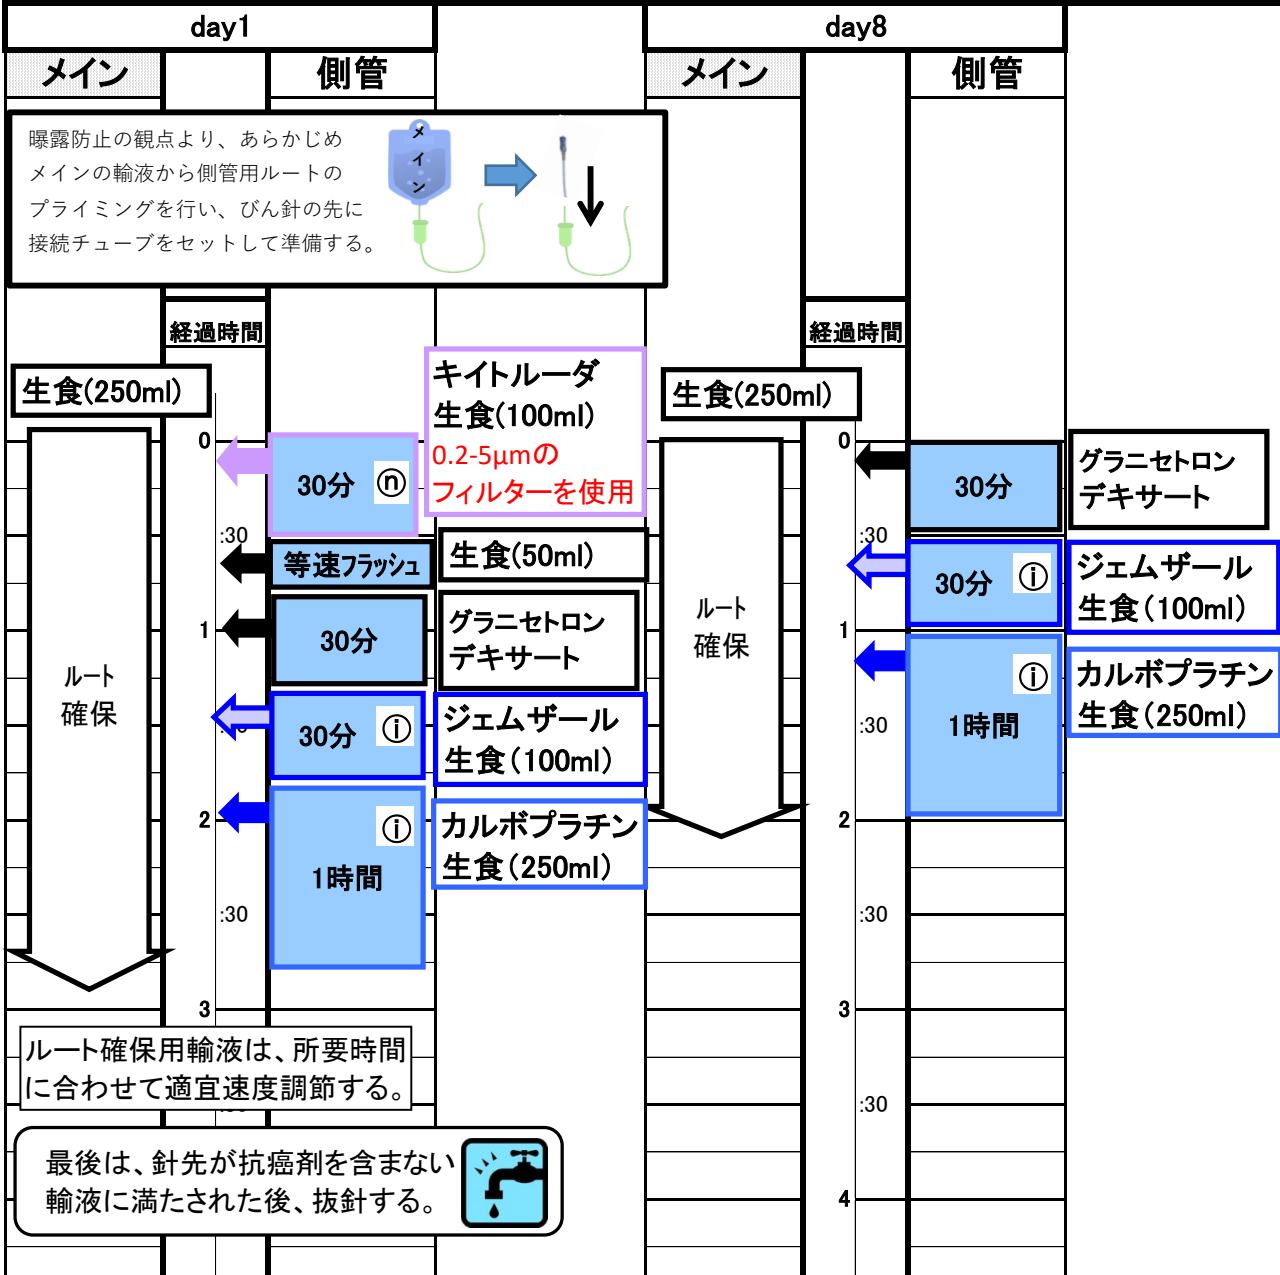 day1
day8
メイン
側管
メイン
側管
曝露防止の観点より、あらかじめ
メインの輸液から側管用ルートの
プライミングを行い、びん針の先に
接続チューブをセットして準備する。
メイン
経過時間
経過時間
生食(250ml)
キイトルーダ
生食(100ml)
0.2-5μmの
フィルターを使用
生食(250ml)
0
30分 ⓝ
0
30分
グラニセトロン
デキサート
:30
等速フラッシュ
生食(50ml)
:30
30分 ⓘ
ジェムザール
生食(100ml)
1
30分
グラニセトロン
デキサート
ルート
確保
1
ⓘ
1時間
カルボプラチン
生食(250ml)
ルート
確保
30分 ⓘ
ジェムザール
生食(100ml)
:30
2
ⓘ
1時間
カルボプラチン
生食(250ml)
2
:30
:30
3
3
ルート確保用輸液は、所要時間
に合わせて適宜速度調節する。
:30
最後は、針先が抗癌剤を含まない
輸液に満たされた後、抜針する。
4